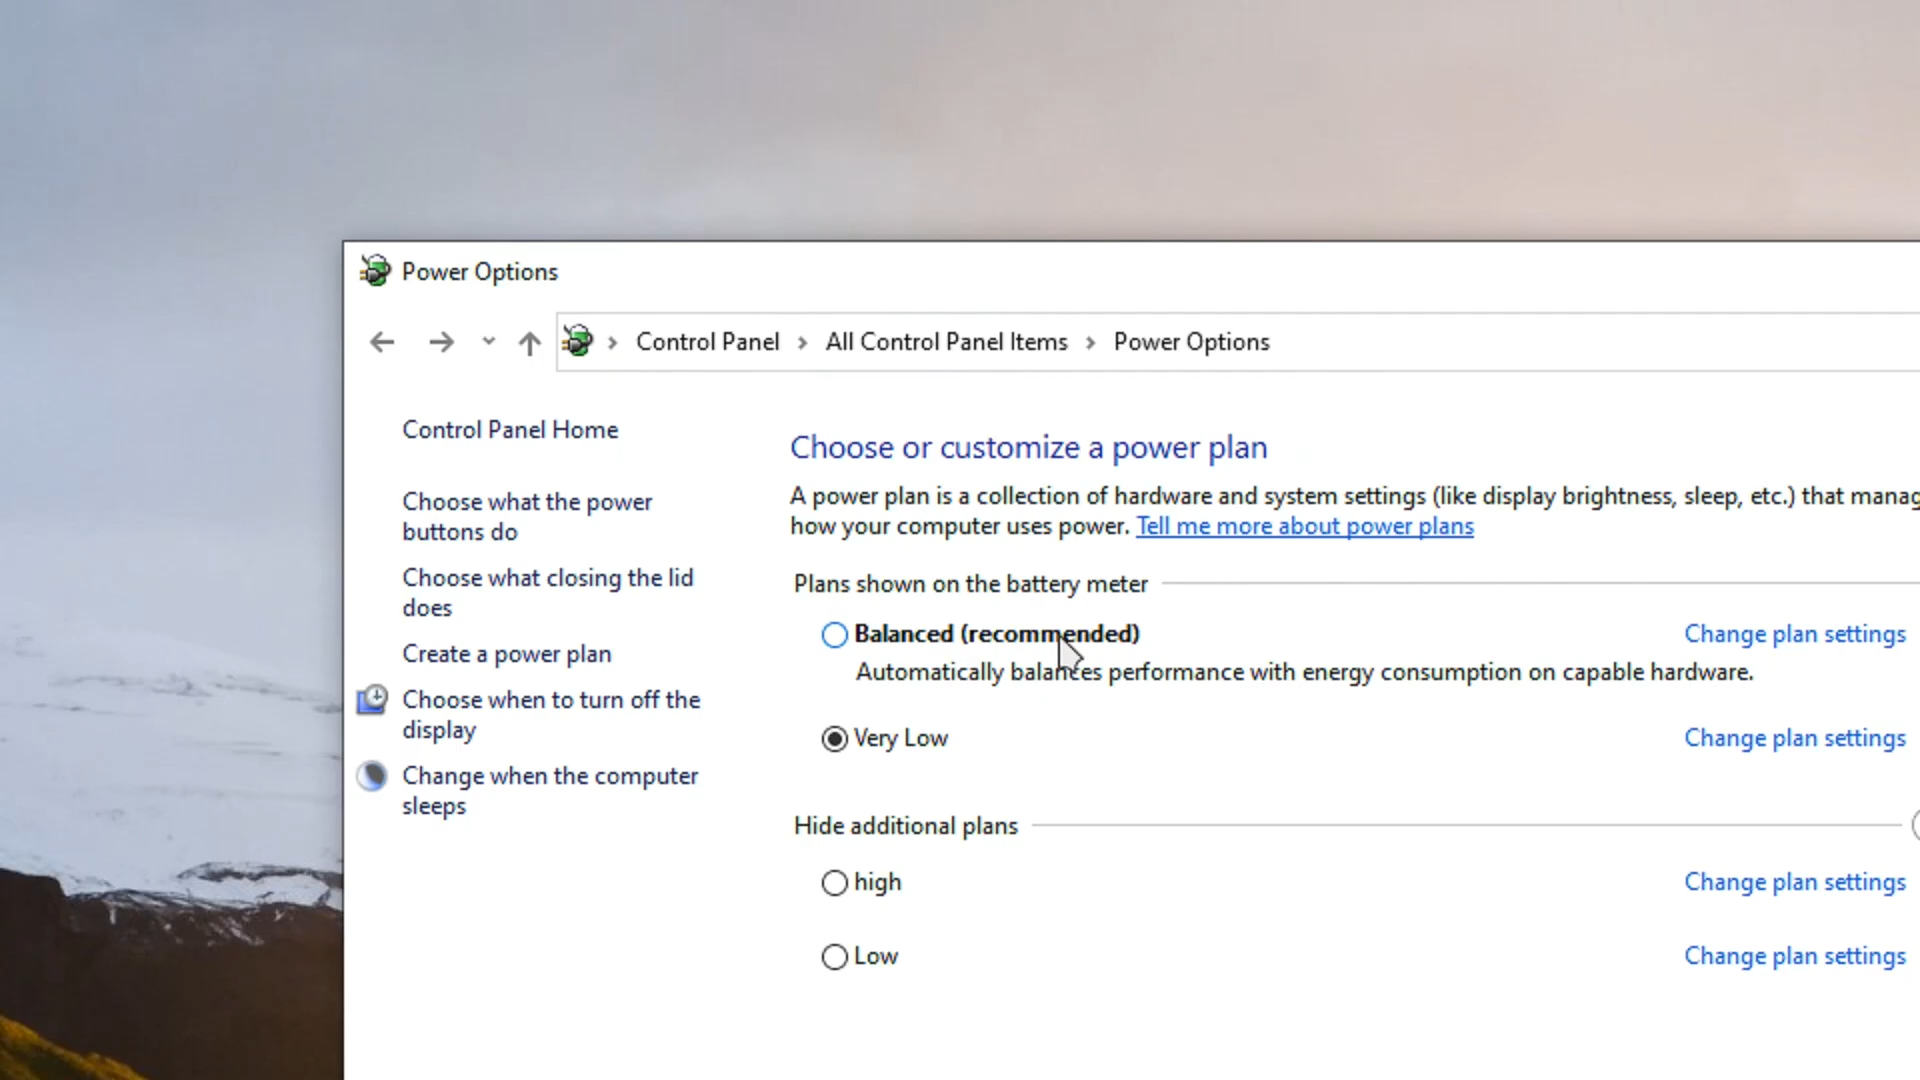 Power Options
Control Panel > All Control Panel Items > Power Options
Control Panel Home
Choose what the power
buttons do
Choose what closing the lid
does
Create a power plan
Choose when to turn off the
display
Change when the computer
sleeps
Choose or customize a power plan
A power plan is a collection of hardware and system settings (like display brightness, sleep, etc.) that manag
how your computer uses power. Tell me more about power plans
Plans shown on the battery meter
Balanced (recommended) Change plan settings
Automatically balances performance with energy consumption on capable hardware.
Very Low Change plan settings
Hide additional plans
high Change plan settings
Low Change plan settings